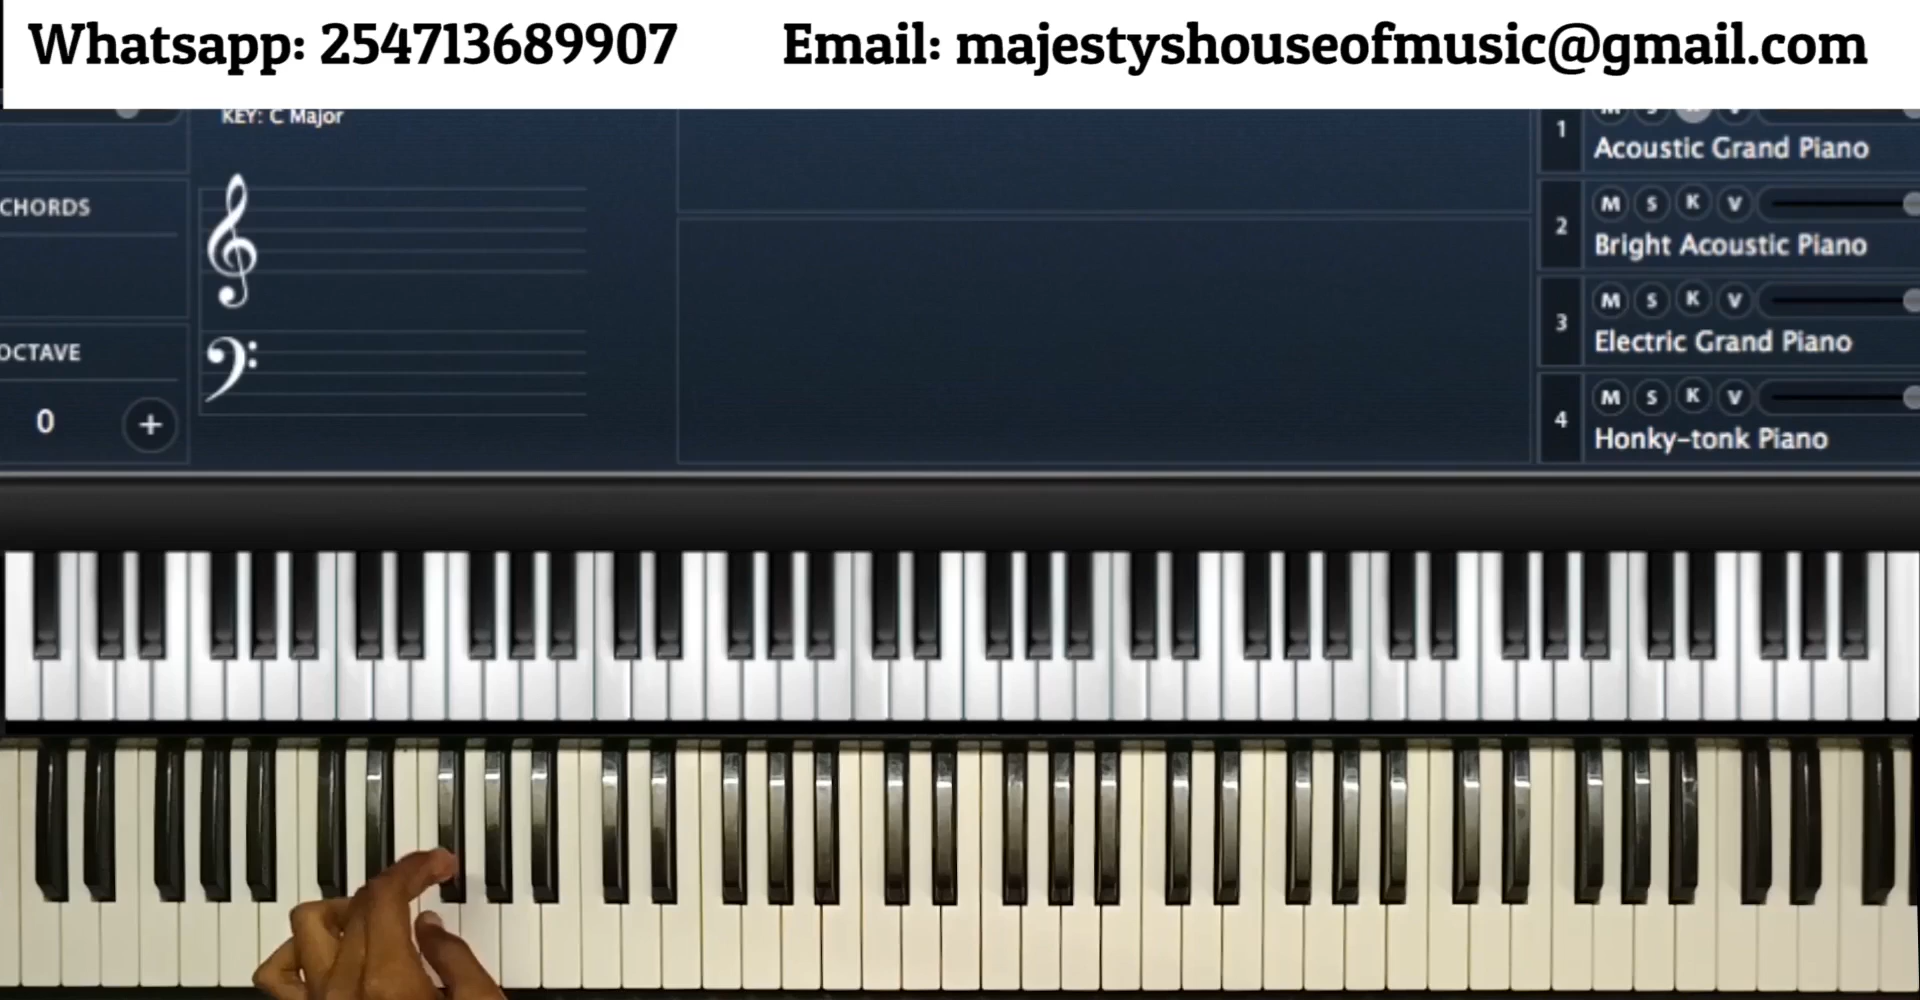 Whatsapp: 254713689907 Email: majestyshouseofmusic@gmail.com
KEY: C Major
1
Acoustic Grand Piano
CHORDS
M S K V
2
Bright Acoustic Piano
M S K V
3
Electric Grand Piano
OCTAVE
M S K V
0 +
4
Honky-tonk Piano